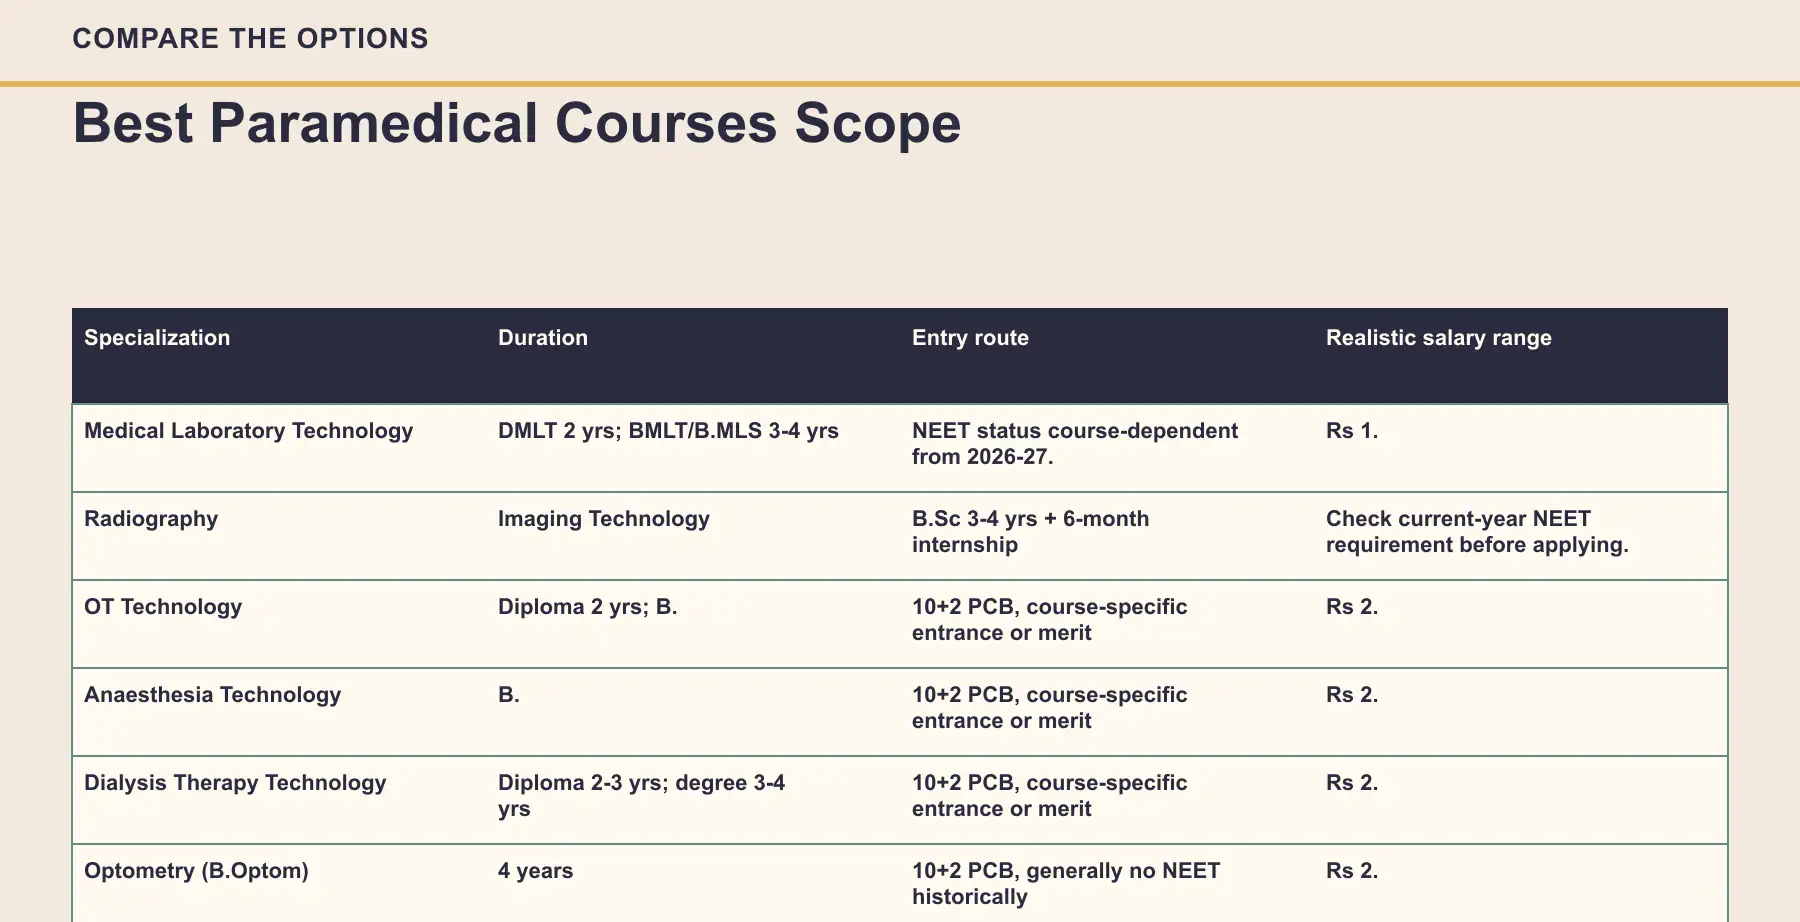 COMPARE THE OPTIONS
Best Paramedical Courses Scope
Specialization Duration Entry route Realistic salary range
Medical Laboratory Technology DMLT 2 yrs; BMLT/B.MLS 3-4 yrs NEET status course-dependent Rs 1.
from 2026-27.
Radiography Imaging Technology B.Sc 3-4 yrs + 6-month Check current-year NEET
internship requirement before applying.
OT Technology Diploma 2 yrs; B. 10+2 PCB, course-specific Rs 2.
entrance or merit
Anaesthesia Technology B. 10+2 PCB, course-specific Rs 2.
entrance or merit
Dialysis Therapy Technology Diploma 2-3 yrs; degree 3-4 10+2 PCB, course-specific Rs 2.
yrs entrance or merit
Optometry (B.Optom) 4 years 10+2 PCB, generally no NEET Rs 2.
historically